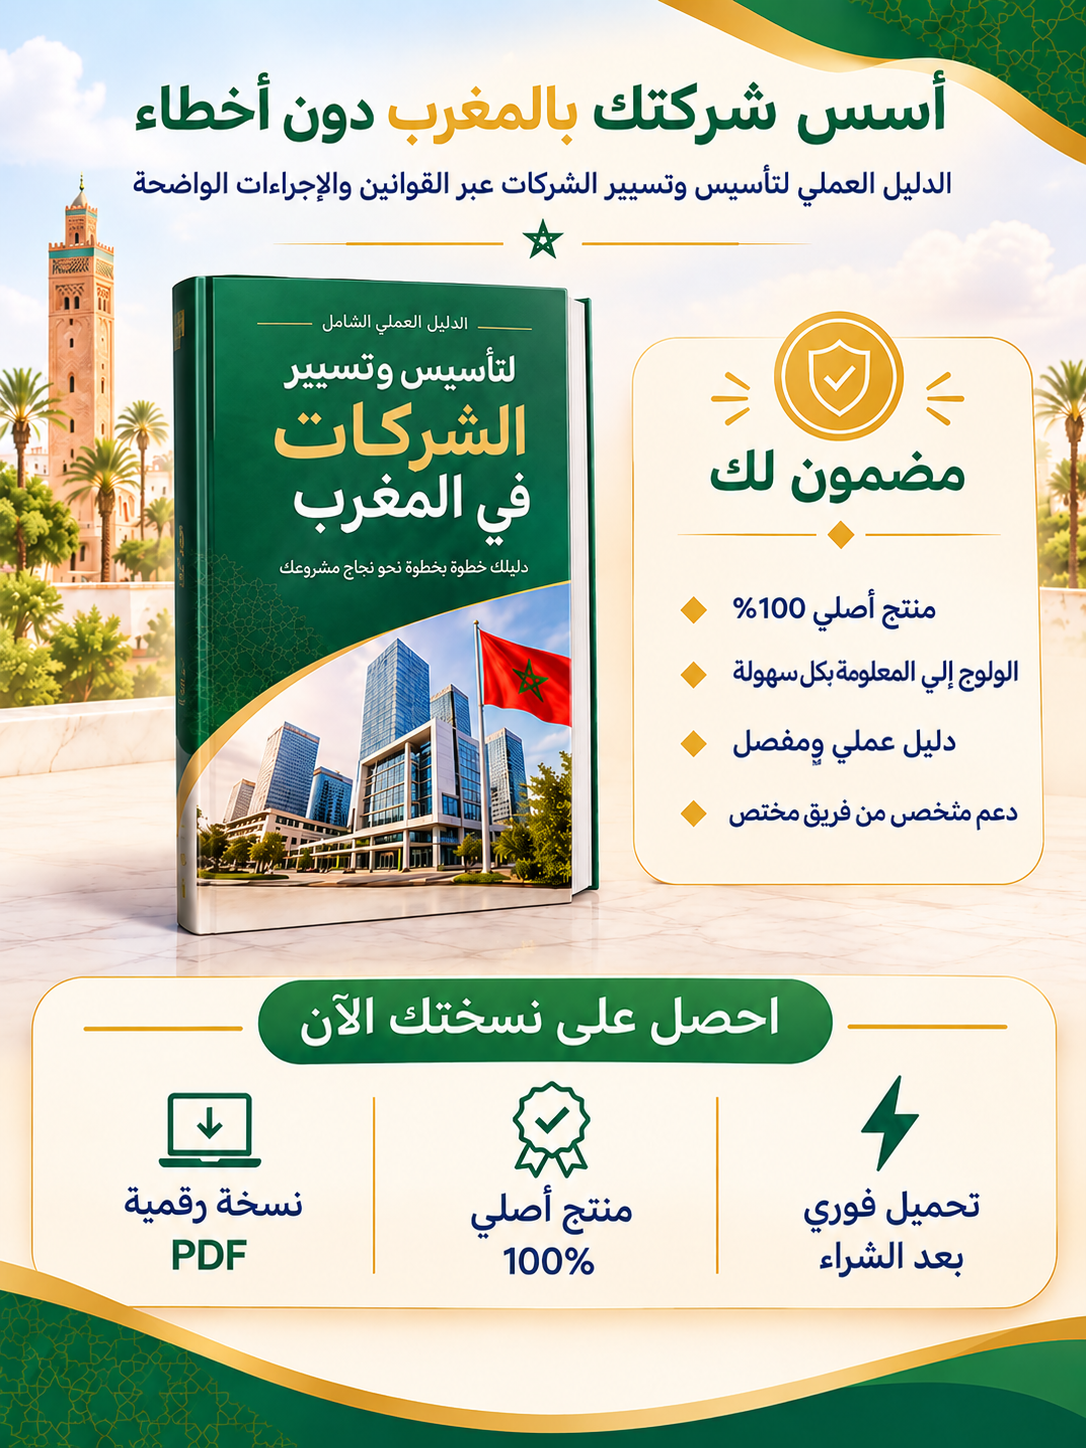 أسس شركتك بالمغرب دون أخطاء
الدليل العملي لتأسيس وتسيير الشركات عبر القوانين والإجراءات الواضحة
الدليل العملي الشامل
لتأسيس وتسيير
الشركات
في المغرب
دليلك خطوة بخطوة نحو نجاح مشروعك
مضمون لك
منتج أصلي 100%
الولوج إلي المعلومة بكل سهولة
دليل عملي ومفصل
دعم مثخصص من فريق مختص
احصل على نسختك الآن
تحميل فوري
بعد الشراء
منتج أصلي
100%
نسخة رقمية
PDF